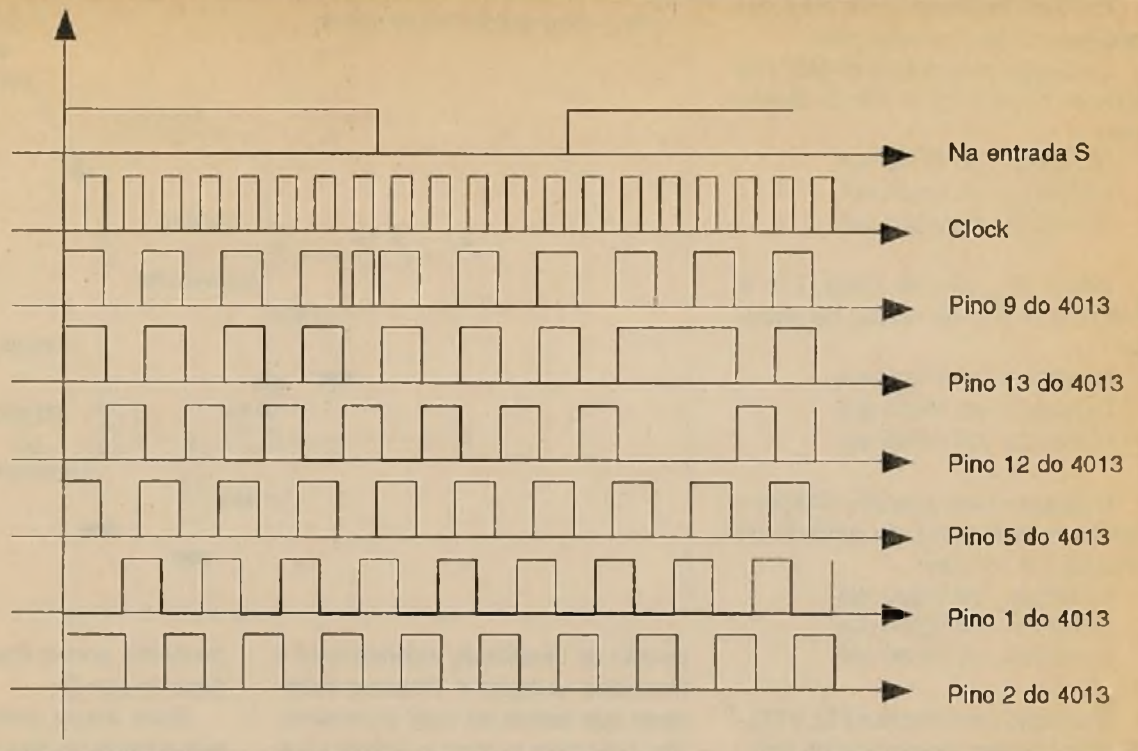 Na entrada S
Clock
Pino 9 do 4013
Pino 13 do 4013
Pino 12 do 4013
Pino 5 do 4013
Pino 1 do 4013
Pino 2 do 4013